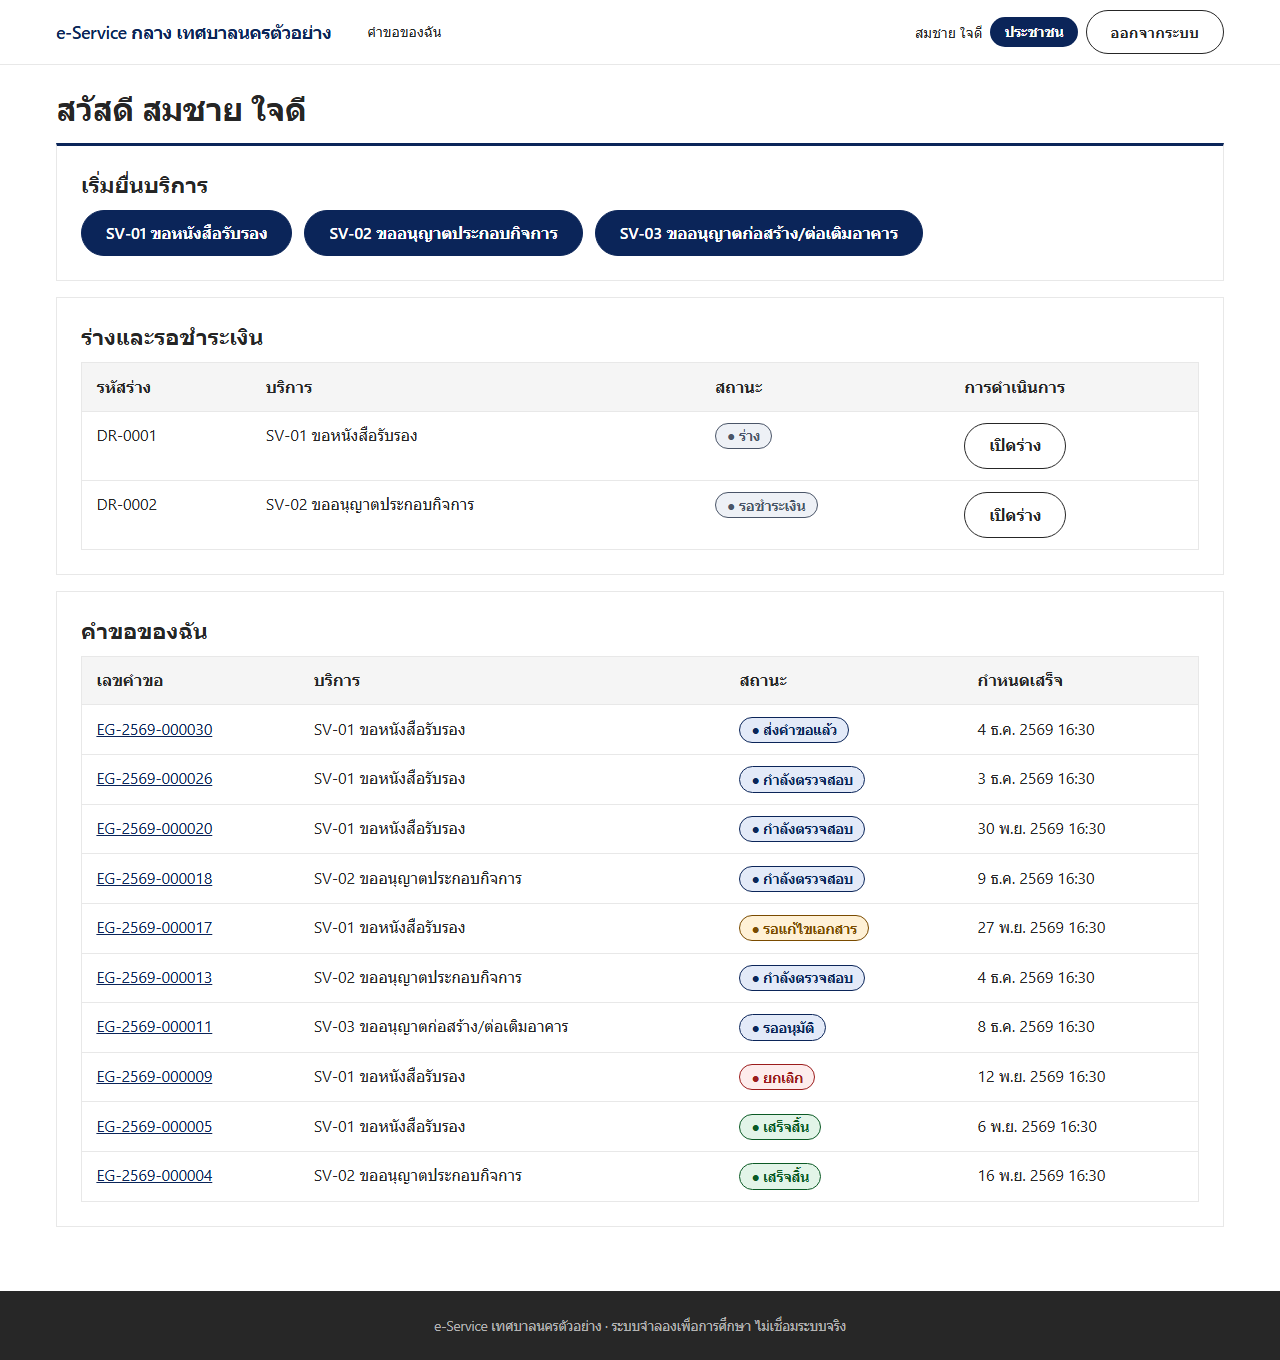 e-Service กลาง เทศบาลนครตัวอย่าง คำขอของฉัน สมชาย ใจดี ประชาชน ออกจากระบบ
สวัสดี สมชาย ใจดี
เริ่มยื่นบริการ
SV-01 ขอหนังสือรับรอง SV-02 ขออนุญาตประกอบกิจการ SV-03 ขออนุญาตก่อสร้าง/ต่อเติมอาคาร
ร่างและรอชำระเงิน
รหัสร่าง บริการ สถานะ การดำเนินการ
DR-0001 SV-01 ขอหนังสือรับรอง ● ร่าง เปิดร่าง
DR-0002 SV-02 ขออนุญาตประกอบกิจการ ● รอชำระเงิน เปิดร่าง
คำขอของฉัน
เลขคำขอ บริการ สถานะ กำหนดเสร็จ
EG-2569-000030 SV-01 ขอหนังสือรับรอง ● ส่งคำขอแล้ว 4 ธ.ค. 2569 16:30
EG-2569-000026 SV-01 ขอหนังสือรับรอง ● กำลังตรวจสอบ 3 ธ.ค. 2569 16:30
EG-2569-000020 SV-01 ขอหนังสือรับรอง ● กำลังตรวจสอบ 30 พ.ย. 2569 16:30
EG-2569-000018 SV-02 ขออนุญาตประกอบกิจการ ● กำลังตรวจสอบ 9 ธ.ค. 2569 16:30
EG-2569-000017 SV-01 ขอหนังสือรับรอง ● รอแก้ไขเอกสาร 27 พ.ย. 2569 16:30
EG-2569-000013 SV-02 ขออนุญาตประกอบกิจการ ● กำลังตรวจสอบ 4 ธ.ค. 2569 16:30
EG-2569-000011 SV-03 ขออนุญาตก่อสร้าง/ต่อเติมอาคาร ● รออนุมัติ 8 ธ.ค. 2569 16:30
EG-2569-000009 SV-01 ขอหนังสือรับรอง ● ยกเลิก 12 พ.ย. 2569 16:30
EG-2569-000005 SV-01 ขอหนังสือรับรอง ● เสร็จสิ้น 6 พ.ย. 2569 16:30
EG-2569-000004 SV-02 ขออนุญาตประกอบกิจการ ● เสร็จสิ้น 16 พ.ย. 2569 16:30
e-Service เทศบาลนครตัวอย่าง · ระบบจำลองเพื่อการศึกษา ไม่เชื่อมระบบจริง